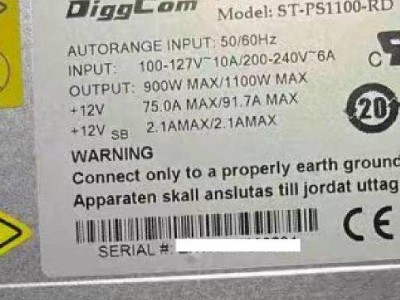 DiggCom Model: ST-PS1100-RD
AUTORANGE INPUT: 50/60Hz
INPUT: 100-127V~10A/200-240V~6A
OUTPUT: 900W MAX/1100W MAX
+12V 75.0A MAX/91.7A MAX
+12V SB 2.1AMAX/2.1AMAX
20
WARNING
Connect only to a properly earth ground
Apparaten skall anslutas till jordat uttag
CE
SERIAL #: